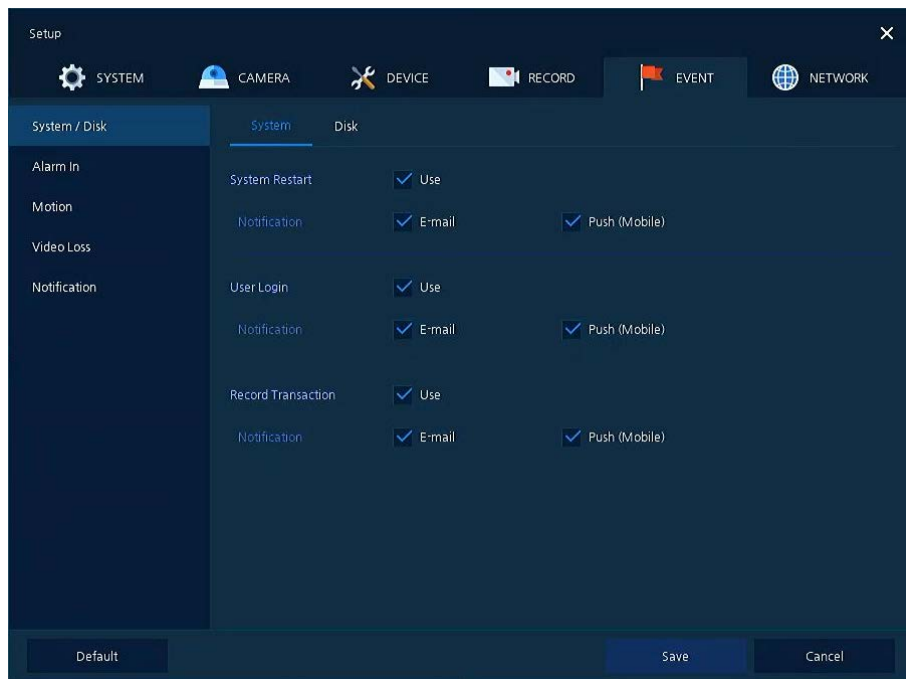 Setup
SYSTEM CAMERA DEVICE RECORD EVENT NETWORK
System / Disk
Alarm In
Motion
Video Loss
Notification
System Disk
System Restart Use
Notification E-mail Push (Mobile)
User Login Use
Notification E-mail Push (Mobile)
Record Transaction Use
Notification E-mail Push (Mobile)
Default Save Cancel